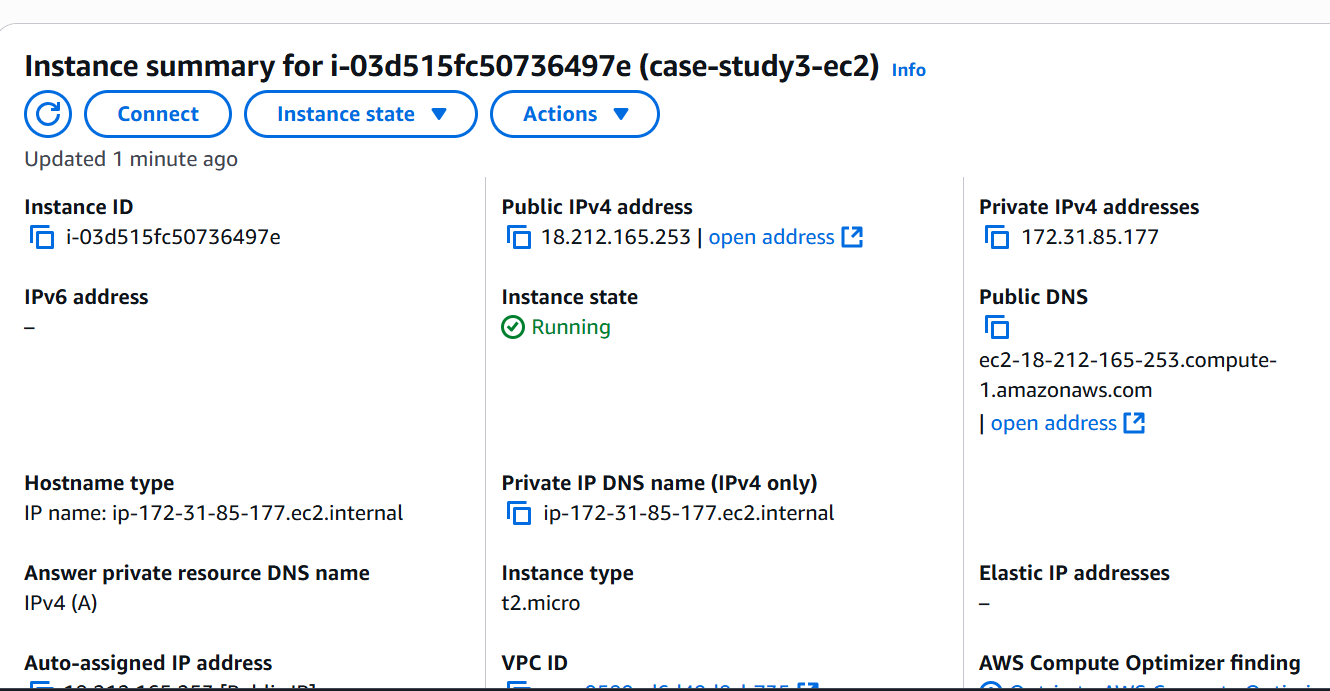 Instance summary for i-03d515fc50736497e (case-study3-ec2) Info
Connect
Instance state
Actions
Updated 1 minute ago
Instance ID
i-03d515fc50736497e
Public IPv4 address
18.212.165.253 | open address
Private IPv4 addresses
172.31.85.177
IPv6 address
–
Instance state
Running
Public DNS
ec2-18-212-165-253.compute-
1.amazonaws.com
| open address
Hostname type
IP name: ip-172-31-85-177.ec2.internal
Private IP DNS name (IPv4 only)
ip-172-31-85-177.ec2.internal
Answer private resource DNS name
IPv4 (A)
Instance type
t2.micro
Elastic IP addresses
–
Auto-assigned IP address
VPC ID
AWS Compute Optimizer finding